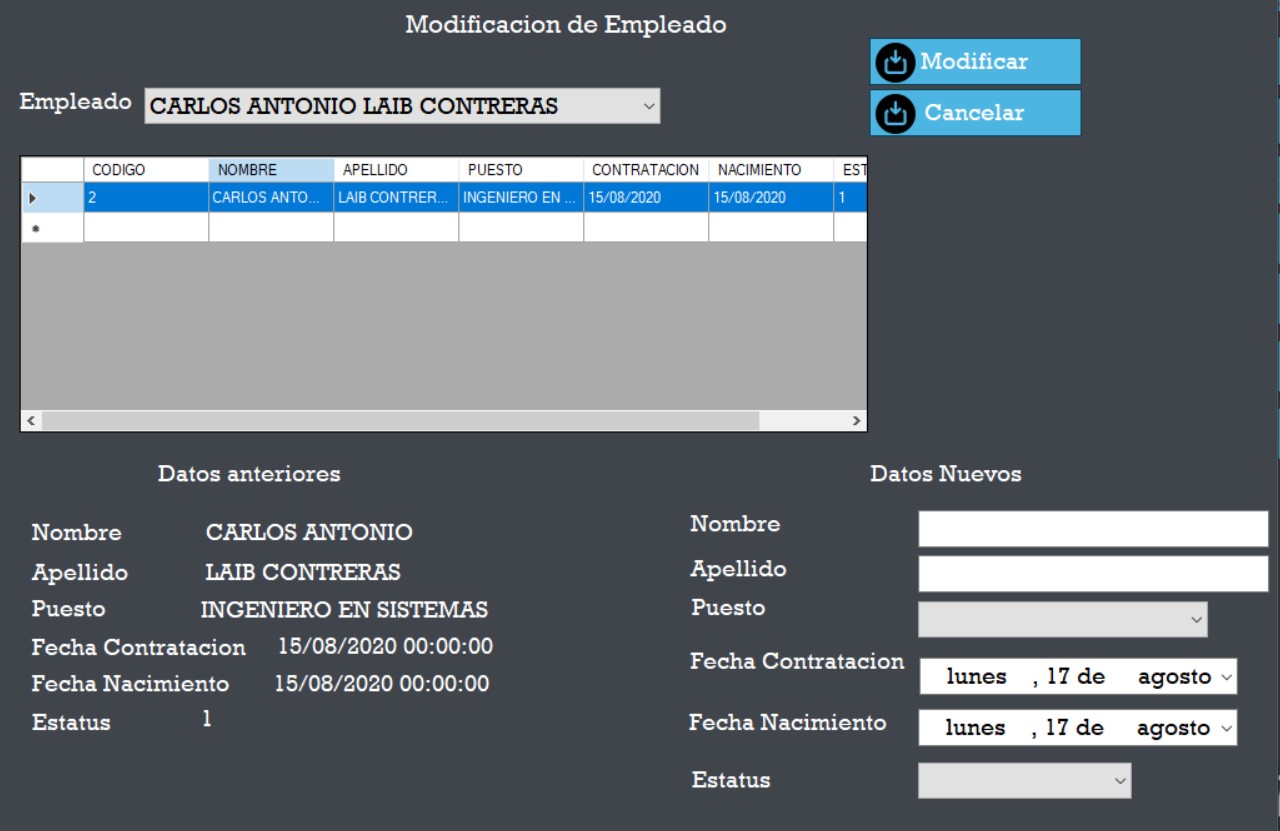 Modificacion de Empleado
Modificar
Empleado CARLOS ANTONIO LAIB CONTRERAS
Cancelar
CODIGO NOMBRE APELLIDO PUESTO CONTRATACION NACIMIENTO EST
2 CARLOS ANTO... LAIB CONTRER... INGENIERO EN ... 15/08/2020 15/08/2020 1
Datos anteriores
Nombre CARLOS ANTONIO
Apellido LAIB CONTRERAS
Puesto INGENIERO EN SISTEMAS
Fecha Contratacion 15/08/2020 00:00:00
Fecha Nacimiento 15/08/2020 00:00:00
Estatus 1
Datos Nuevos
Nombre
Apellido
Puesto
Fecha Contratacion lunes , 17 de agosto
Fecha Nacimiento lunes , 17 de agosto
Estatus